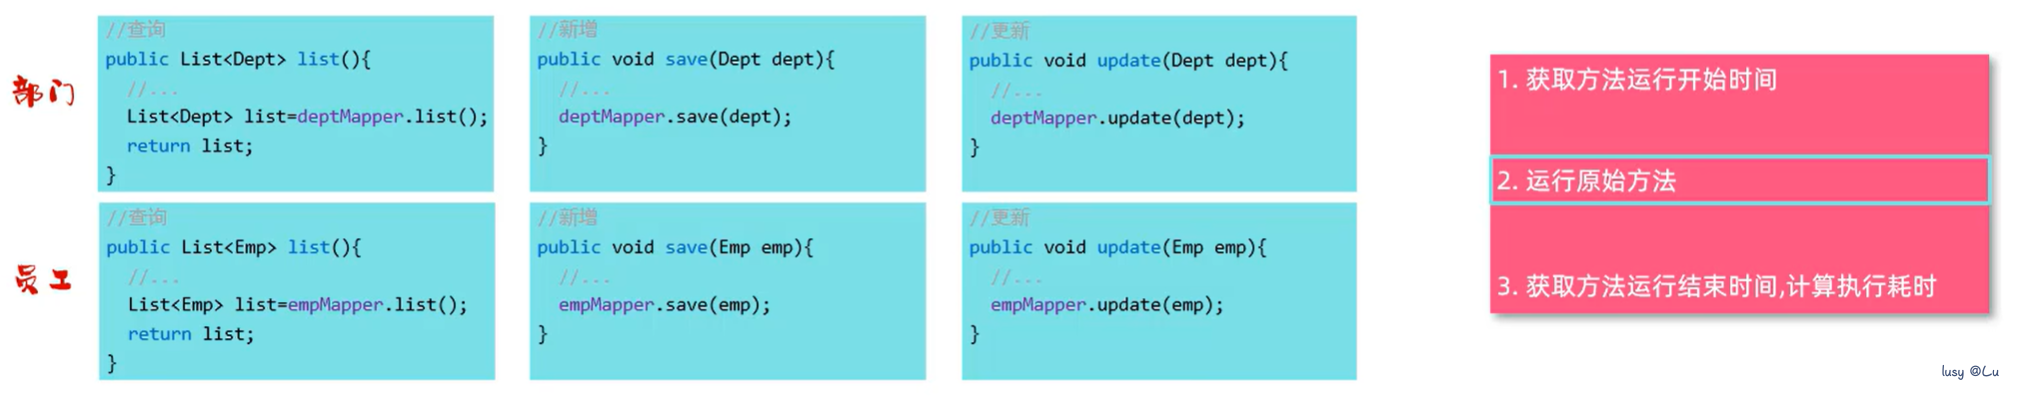 部门
//查询
public List<Dept> list(){
//...
List<Dept> list=deptMapper.list();
return list;
}
//新增
public void save(Dept dept){
//...
deptMapper.save(dept);
}
//更新
public void update(Dept dept){
//...
deptMapper.update(dept);
}
员工
//查询
public List<Emp> list(){
//...
List<Emp> list=empMapper.list();
return list;
}
//新增
public void save(Emp emp){
//...
empMapper.save(emp);
}
//更新
public void update(Emp emp){
//...
empMapper.update(emp);
}
1. 获取方法运行开始时间
2. 运行原始方法
3. 获取方法运行结束时间,计算执行耗时
lusy @Lu